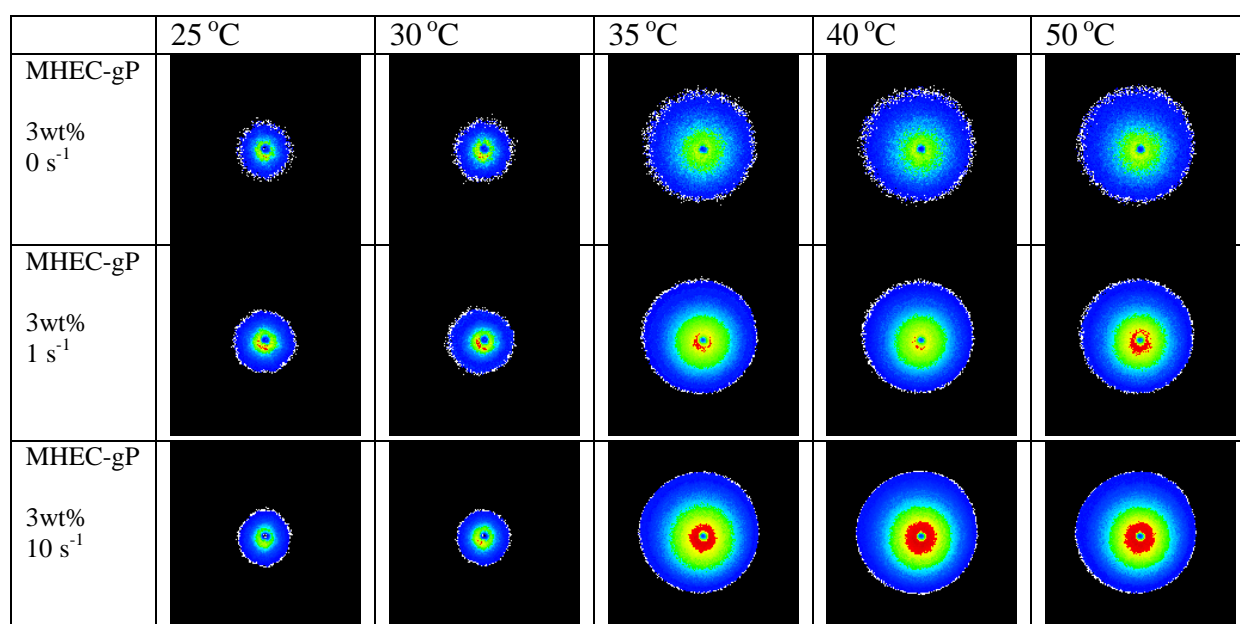 25 °C 30 °C 35 °C 40 °C 50 °C
MHEC-gP
3wt%
0 s⁻¹
MHEC-gP
3wt%
1 s⁻¹
MHEC-gP
3wt%
10 s⁻¹